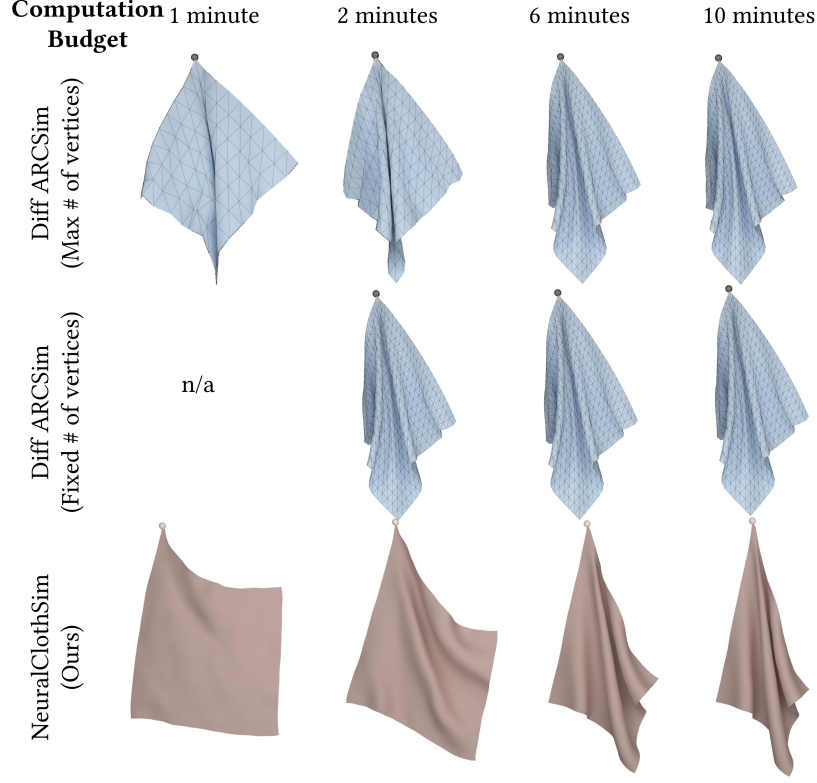 Computation
Budget
1 minute
2 minutes
6 minutes
10 minutes
Diff ARCSim
(Max # of vertices)
Diff ARCSim
(Fixed # of vertices)
n/a
NeuralClothSim
(Ours)